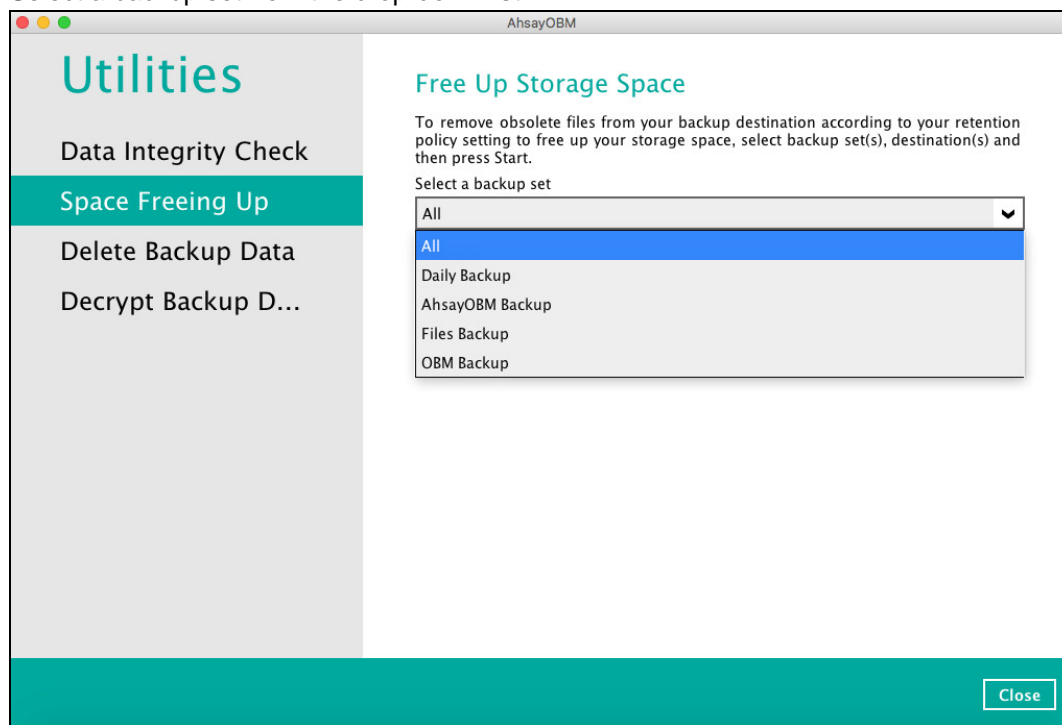 AhsayOBM
Utilities
Data Integrity Check
Space Freeing Up
Delete Backup Data
Decrypt Backup D...
Free Up Storage Space
To remove obsolete files from your backup destination according to your retention
policy setting to free up your storage space, select backup set(s), destination(s) and
then press Start.
Select a backup set
All
All
Daily Backup
AhsayOBM Backup
Files Backup
OBM Backup
Close